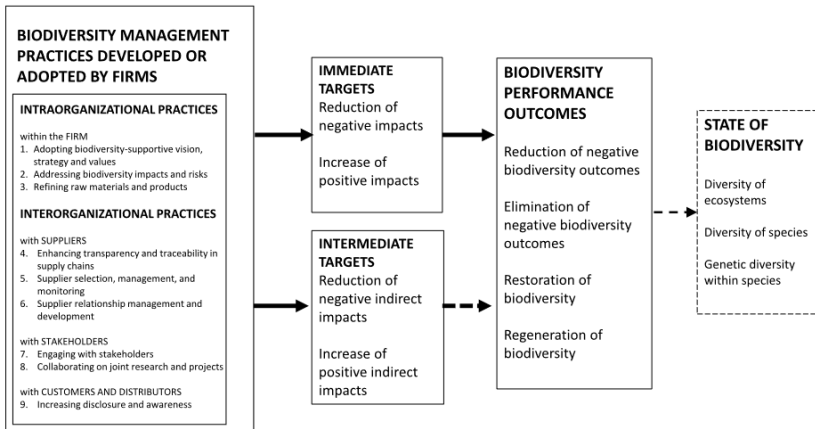 BIODIVERSITY MANAGEMENT
PRACTICES DEVELOPED OR
ADOPTED BY FIRMS
INTRAORGANIZATIONAL PRACTICES
within the FIRM
1. Adopting biodiversity-supportive vision,
strategy and values
2. Addressing biodiversity impacts and risks
3. Refining raw materials and products
INTERORGANIZATIONAL PRACTICES
with SUPPLIERS
4. Enhancing transparency and traceability in
supply chains
5. Supplier selection, management, and
monitoring
6. Supplier relationship management and
development
with STAKEHOLDERS
7. Engaging with stakeholders
8. Collaborating on joint research and projects
with CUSTOMERS AND DISTRIBUTORS
9. Increasing disclosure and awareness
IMMEDIATE
TARGETS
Reduction of
negative impacts
Increase of
positive impacts
INTERMEDIATE
TARGETS
Reduction of
negative indirect
impacts
Increase of
positive indirect
impacts
BIODIVERSITY
PERFORMANCE
OUTCOMES
Reduction of negative
biodiversity outcomes
Elimination of
negative biodiversity
outcomes
Restoration of
biodiversity
Regeneration of
biodiversity
STATE OF
BIODIVERSITY
Diversity of
ecosystems
Diversity of species
Genetic diversity
within species